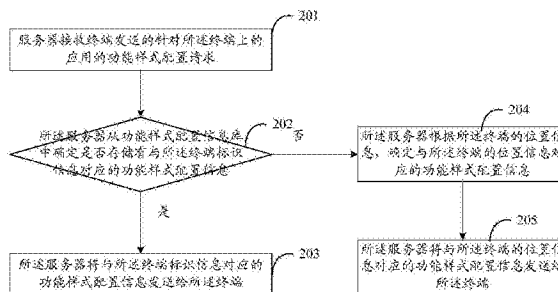 201
服务器接收终端发送的针对所述终端上的
应用的功能样式配置请求
202
所述服务器从功能样式配置信息库
中确定是否存储有与所述终端标识
信息对应的功能样式配置信息
否
是
204
所述服务器根据所述终端的位置信
息，确定与所述终端的位置信息对
应的功能样式配置信息
203
所述服务器将与所述终端标识信息对应的
功能样式配置信息发送给所述终端
205
所述服务器将与所述终端的位置信
息对应的功能样式配置信息发送给
所述终端